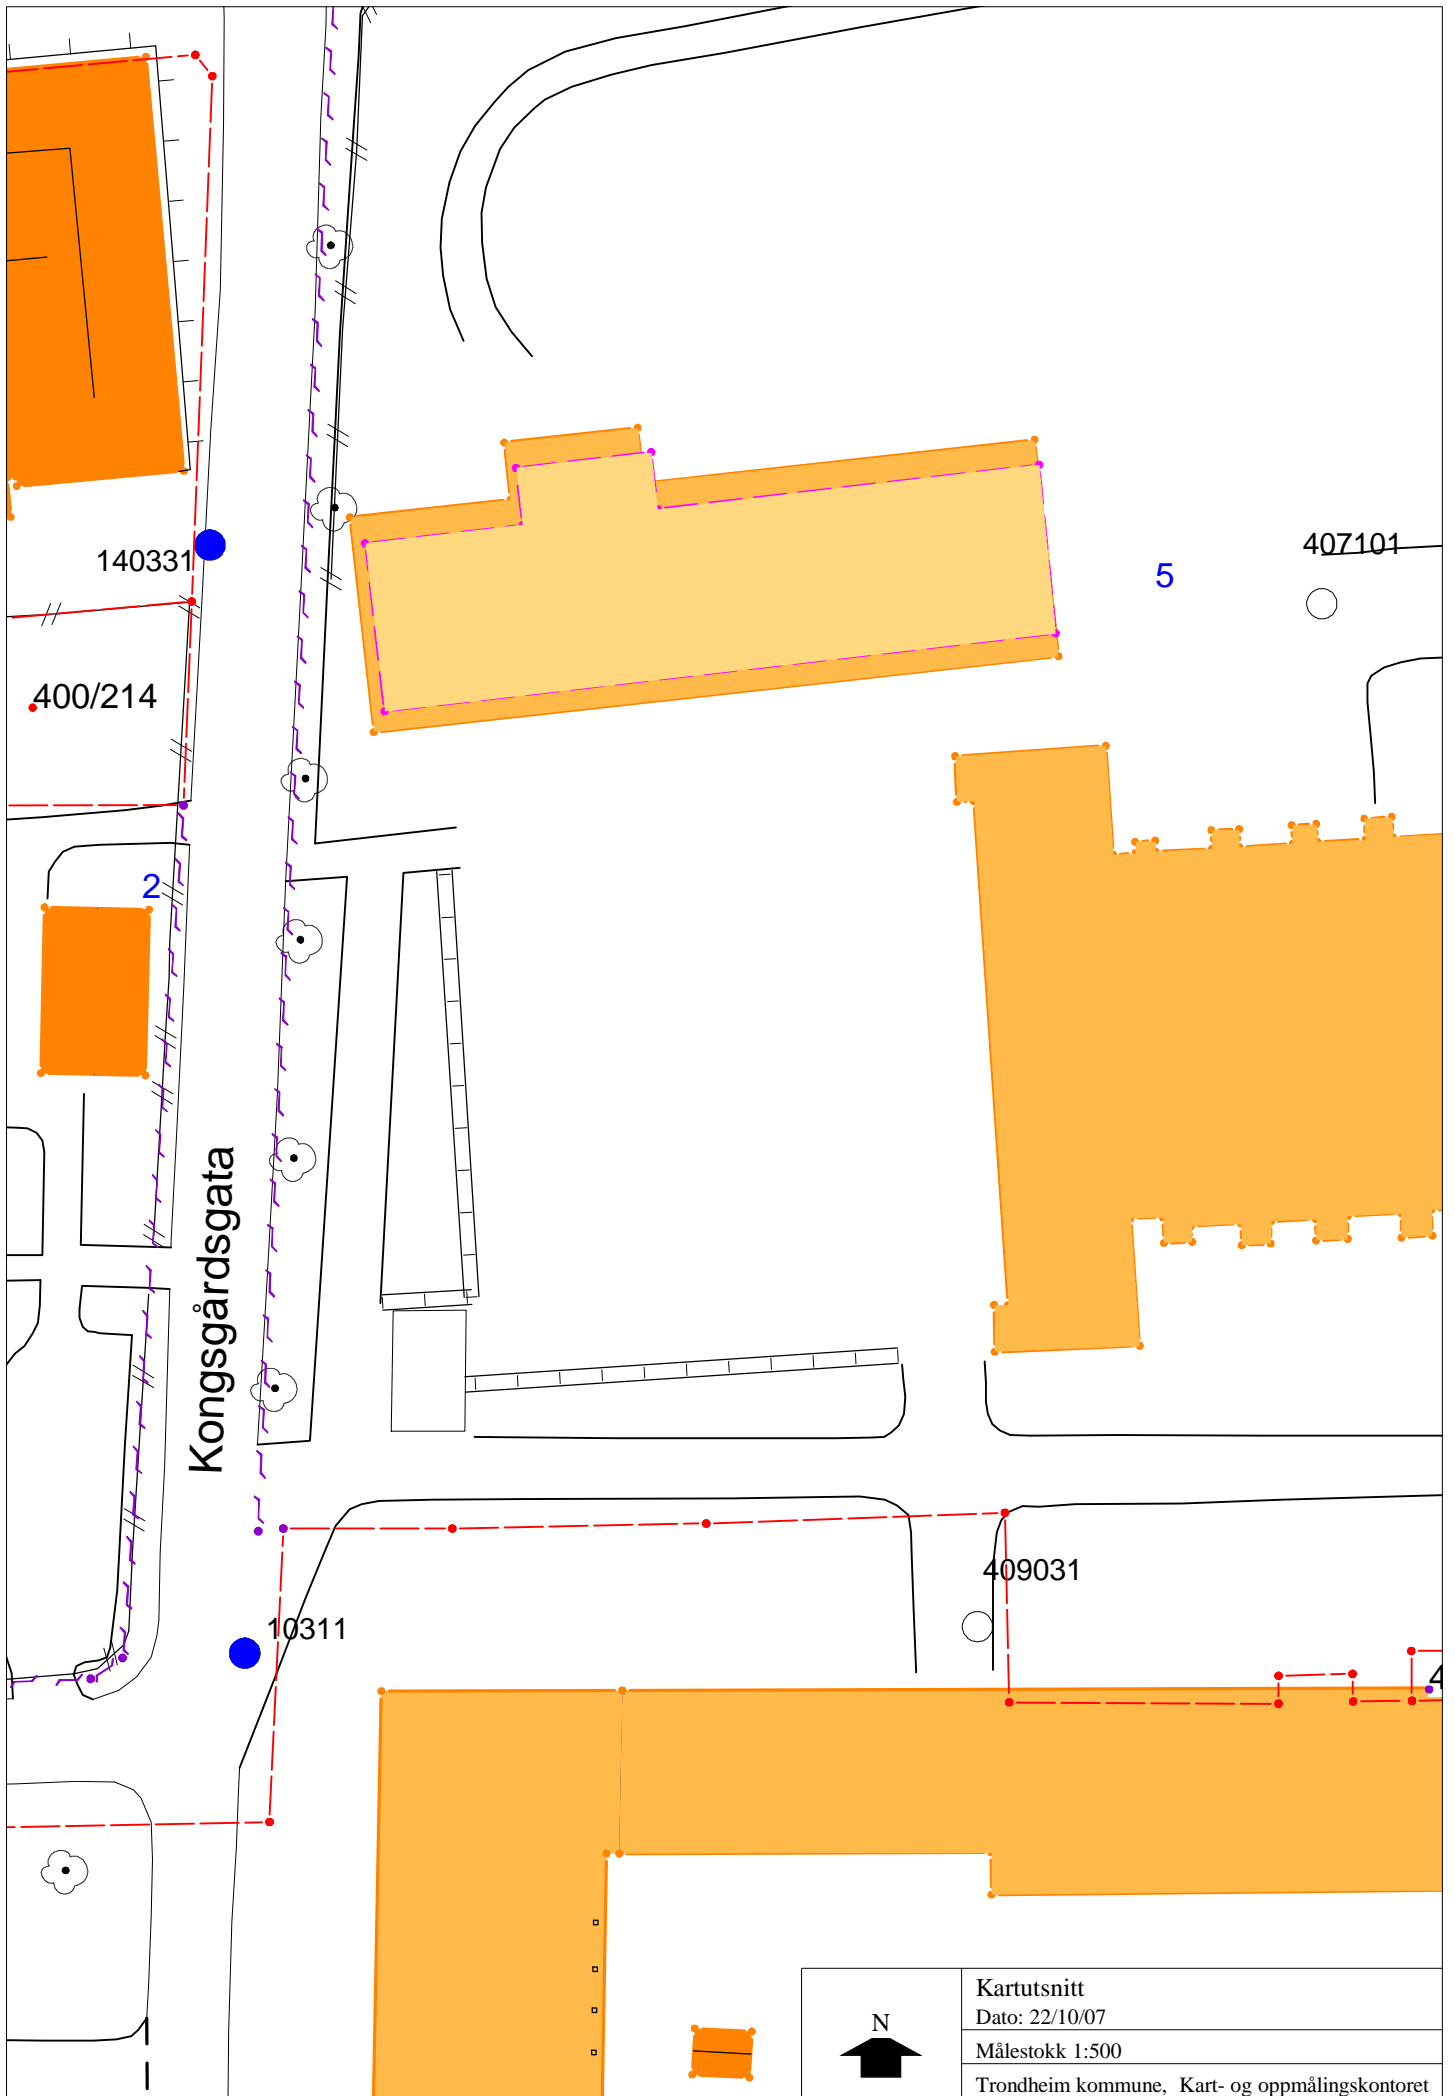 140331
407101
5
400/214
2
Kongsgårdsgata
409031
10311
4
Kartutsnitt
Dato: 22/10/07
N
Målestokk 1:500
Trondheim kommune, Kart- og oppmålingskontoret